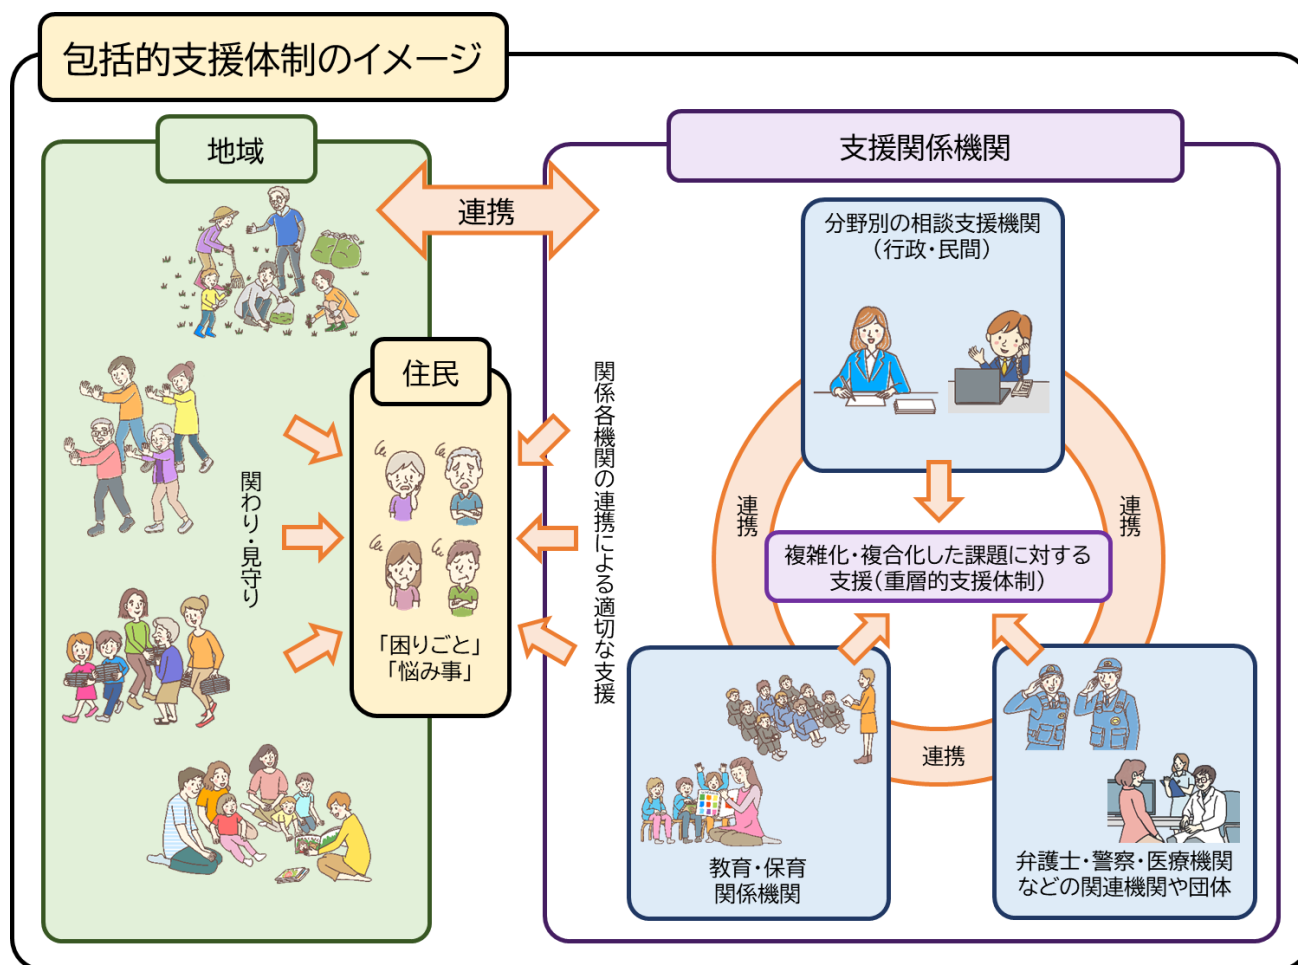 包括的支援体制のイメージ
地域
支援関係機関
連携
分野別の相談支援機関
（行政・民間）
住民
関わり・見守り
「困りごと」
「悩み事」
関係各機関の連携による適切な支援
連携
連携
複雑化・複合化した課題に対する
支援（重層的支援体制）
連携
教育・保育
関係機関
弁護士・警察・医療機関
などの関連機関や団体